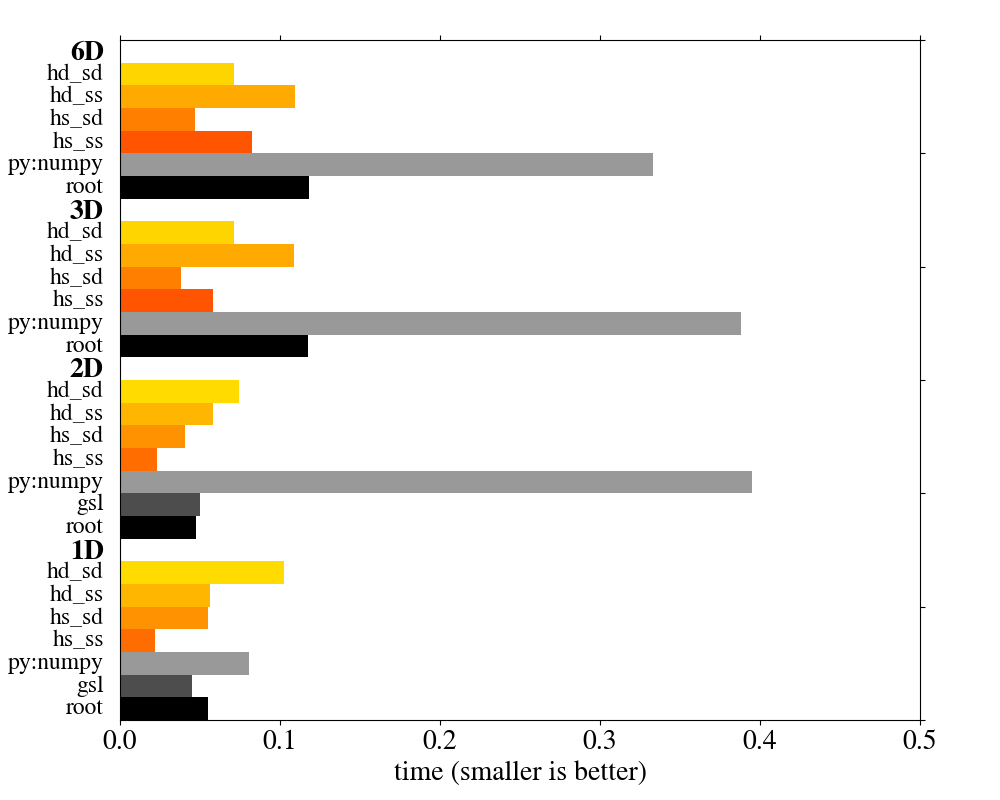 6D
hd_sd
hd_ss
hs_sd
hs_ss
py:numpy
root
3D
hd_sd
hd_ss
hs_sd
hs_ss
py:numpy
root
2D
hd_sd
hd_ss
hs_sd
hs_ss
py:numpy
gsl
root
1D
hd_sd
hd_ss
hs_sd
hs_ss
py:numpy
gsl
root
0.0 0.1 0.2 0.3 0.4 0.5
time (smaller is better)